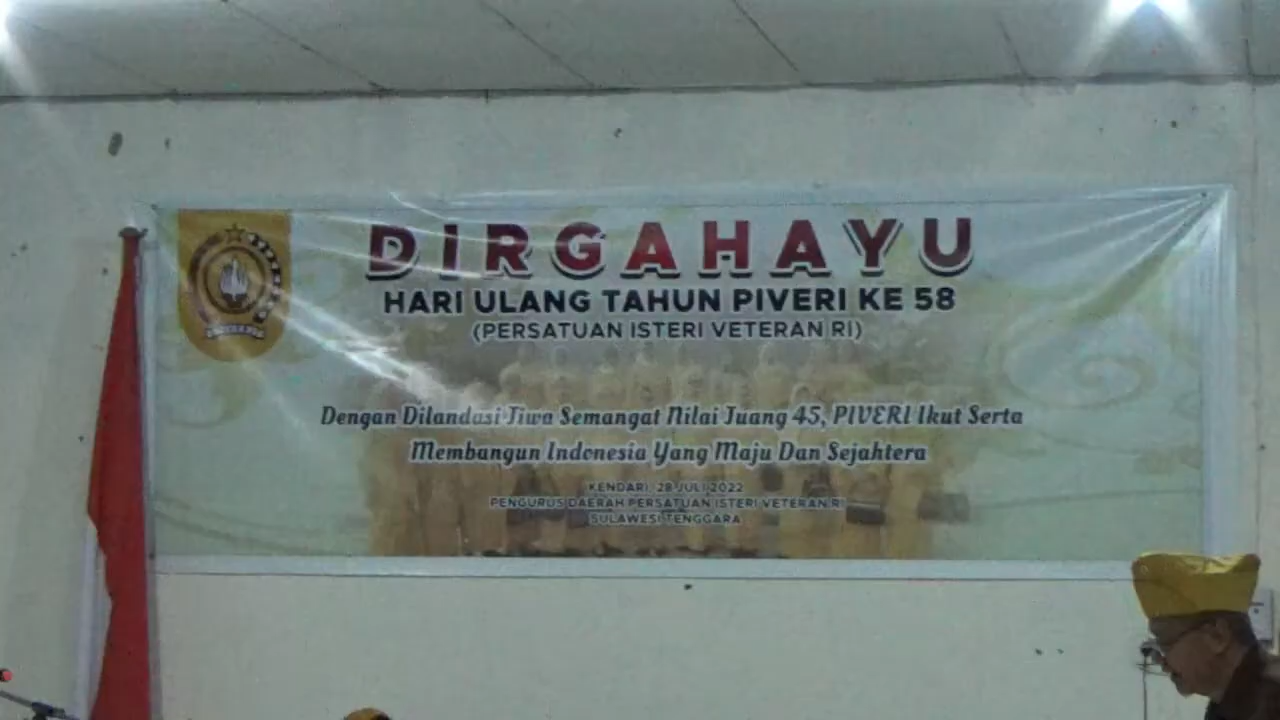 DIRGAHAYU
HARI ULANG TAHUN PIVERI KE 58
(PERSATUAN ISTERI VETERAN RI)
Dengan Dilandasi Jiwa Semangat Nilai Juang 45, PIVERI Ikut Serta
Membangun Indonesia Yang Maju Dan Sejahtera
KENDARI, 28 JULI 2022
PENGURUS DAERAH PERSATUAN ISTERI VETERAN RI
SULAWESI TENGGARA